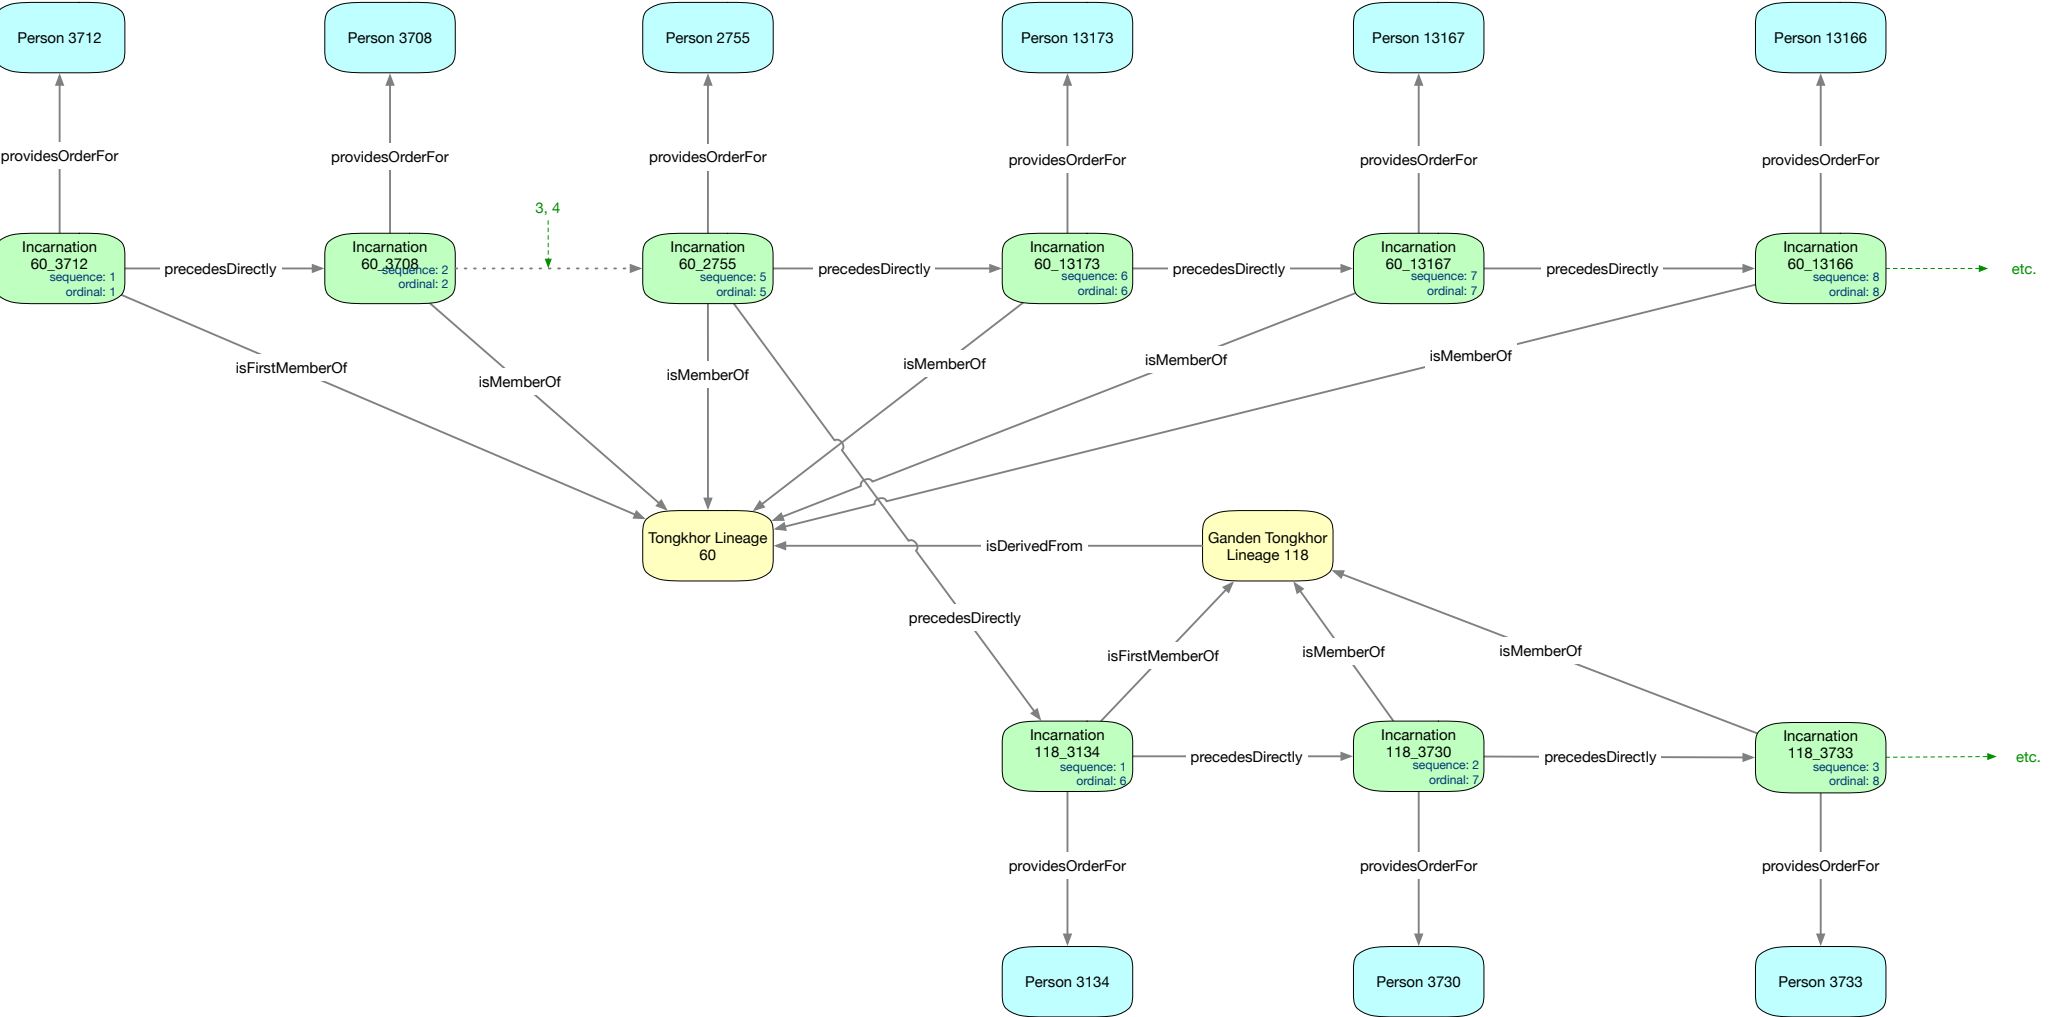 Person 3712
Person 3708
Person 2755
Person 13173
Person 13167
Person 13166
providesOrderFor
providesOrderFor
providesOrderFor
providesOrderFor
providesOrderFor
providesOrderFor
3, 4
Incarnation
60_3712
sequence: 1
ordinal: 1
precedesDirectly
Incarnation
60_3708
sequence: 2
ordinal: 2
Incarnation
60_2755
sequence: 5
ordinal: 5
precedesDirectly
Incarnation
60_13173
sequence: 6
ordinal: 6
precedesDirectly
Incarnation
60_13167
sequence: 7
ordinal: 7
precedesDirectly
Incarnation
60_13166
sequence: 8
ordinal: 8
etc.
isFirstMemberOf
isMemberOf
isMemberOf
isMemberOf
isMemberOf
isMemberOf
Tongkhor Lineage
60
isDerivedFrom
Ganden Tongkhor
Lineage 118
precedesDirectly
isFirstMemberOf
isMemberOf
isMemberOf
Incarnation
118_3134
sequence: 1
ordinal: 6
precedesDirectly
Incarnation
118_3730
sequence: 2
ordinal: 7
precedesDirectly
Incarnation
118_3733
sequence: 3
ordinal: 8
etc.
providesOrderFor
providesOrderFor
providesOrderFor
Person 3134
Person 3730
Person 3733